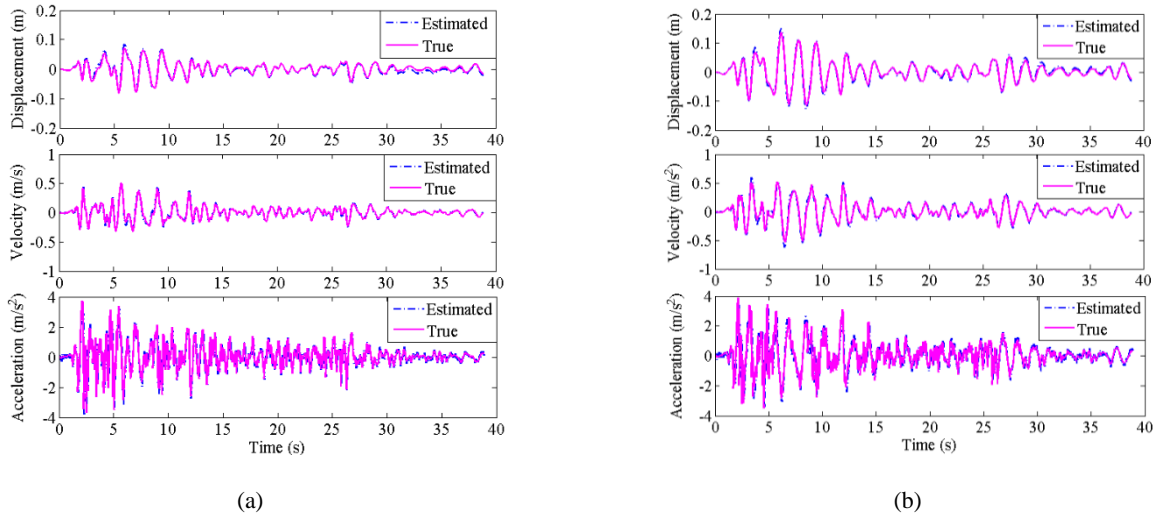 0.2
0.1
0
-0.1
0.2
Displacement (m)
Estimated
True
0 5 10 15 20 25 30 35 40
1
0.5
0
-0.5
-1
Velocity (m/s)
Estimated
True
0 5 10 15 20 25 30 35 40
4
2
0
-2
-4
Acceleration (m/s²)
Estimated
True
0 5 10 15 20 25 30 35 40
Time (s)
(a)
0.2
0.1
0
-0.1
-0.2
Displacement (m)
Estimated
True
0 5 10 15 20 25 30 35 40
1
0.5
0
-0.5
-1
Velocity (m/s²)
Estimated
True
0 5 10 15 20 25 30 35 40
4
2
0
-2
-4
Acceleration (m/s²)
Estimated
True
0 5 10 15 20 25 30 35 40
Time (s)
(b)